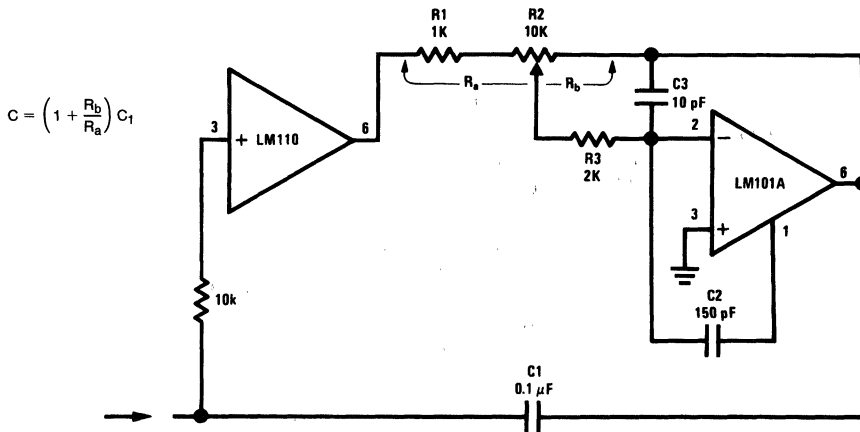 R1
1K
R2
10K
Ra
Rb
C3
10 pF
C = (1 + Rb/Ra) C1
3
+
LM110
6
2
−
R3
2K
LM101A
6
3
+
1
10k
C2
150 pF
C1
0.1 μF